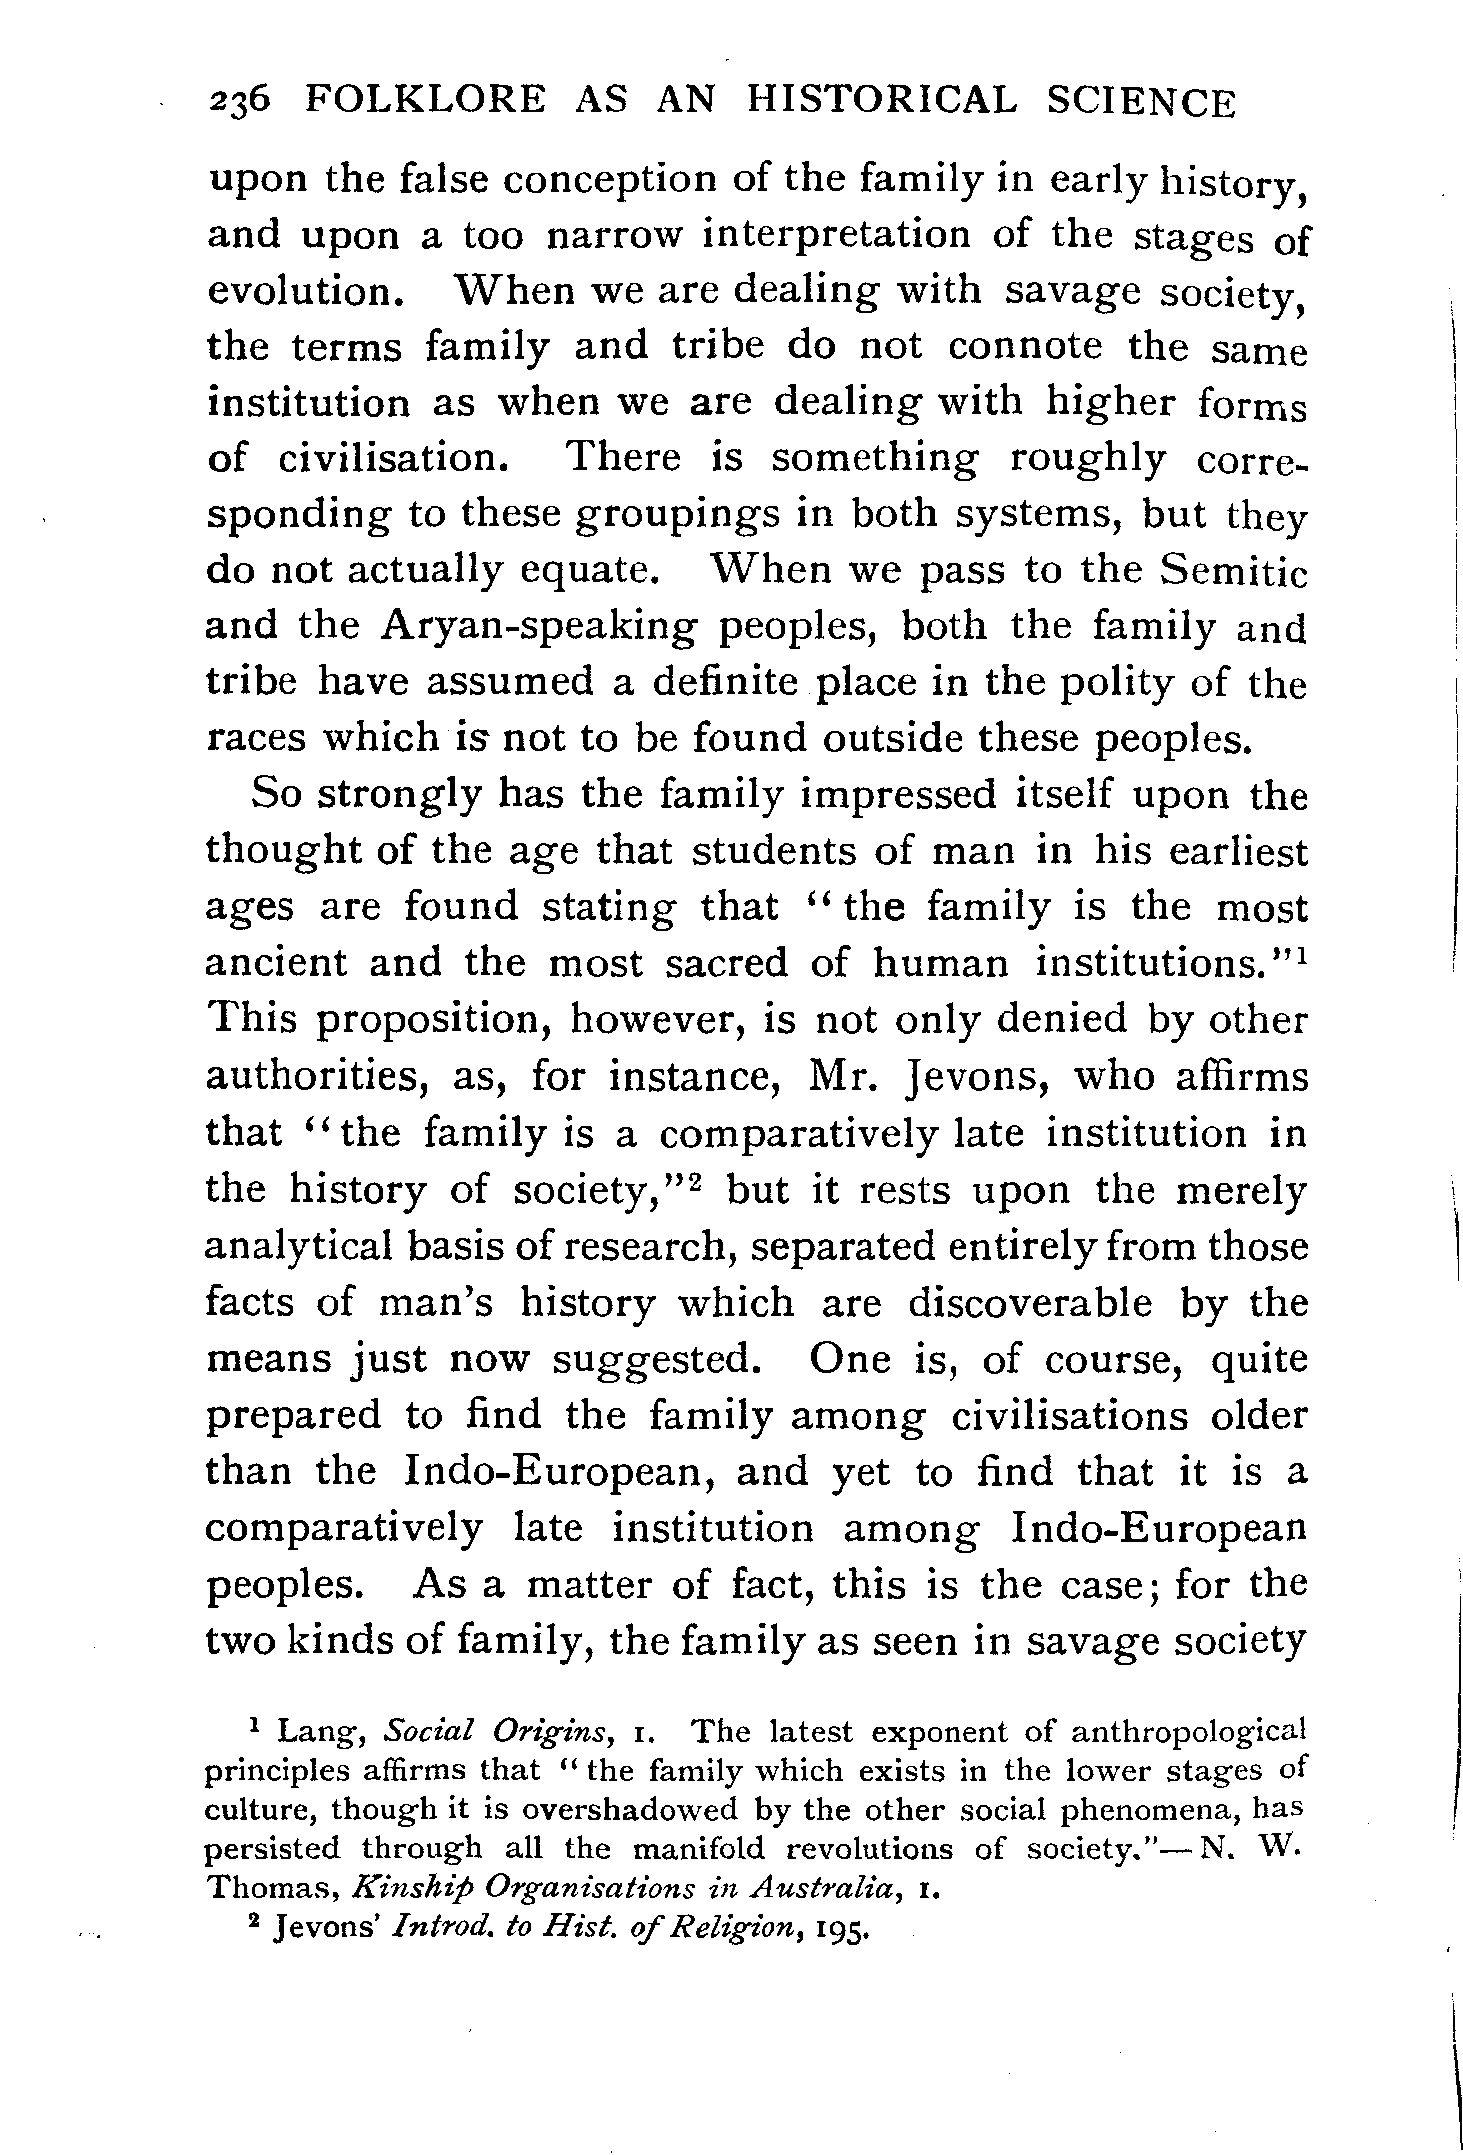 236 FOLKLORE AS AN HISTORICAL SCIENCE
upon the false conception of the family in early history,
and upon a too narrow interpretation of the stages of
evolution. When we are dealing with savage society,
the terms family and tribe do not connote the same
institution as when we are dealing with higher forms
of civilisation. There is something roughly corre-
sponding to these groupings in both systems, but they
do not actually equate. When we pass to the Semitic
and the Aryan-speaking peoples, both the family and
tribe have assumed a definite place in the polity of the
races which is not to be found outside these peoples.
So strongly has the family impressed itself upon the
thought of the age that students of man in his earliest
ages are found stating that “the family is the most
ancient and the most sacred of human institutions.”¹
This proposition, however, is not only denied by other
authorities, as, for instance, Mr. Jevons, who affirms
that “the family is a comparatively late institution in
the history of society,”² but it rests upon the merely
analytical basis of research, separated entirely from those
facts of man's history which are discoverable by the
means just now suggested. One is, of course, quite
prepared to find the family among civilisations older
than the Indo-European, and yet to find that it is a
comparatively late institution among Indo-European
peoples. As a matter of fact, this is the case; for the
two kinds of family, the family as seen in savage society
¹ Lang, Social Origins, 1. The latest exponent of anthropological
principles affirms that “the family which exists in the lower stages of
culture, though it is overshadowed by the other social phenomena, has
persisted through all the manifold revolutions of society.”—N. W.
Thomas, Kinship Organisations in Australia, 1.
² Jevons' Introd. to Hist. of Religion, 195.